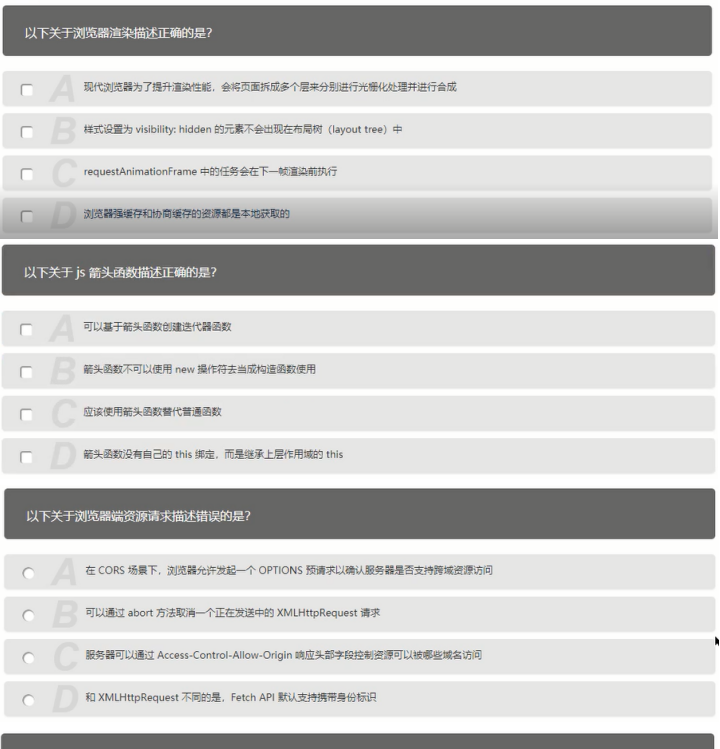 以下关于浏览器渲染描述正确的是?
A 现代浏览器为了提升渲染性能，会将页面拆成多个层来分别进行光栅化处理并进行合成
B 样式设置为 visibility: hidden 的元素不会出现在布局树（layout tree）中
C requestAnimationFrame 中的任务会在下一帧渲染前执行
D 浏览器强缓存和协商缓存的资源都是本地获取的
以下关于 js 箭头函数描述正确的是?
A 可以基于箭头函数创建迭代器函数
B 箭头函数不可以使用 new 操作符去当成构造函数使用
C 应该使用箭头函数替代普通函数
D 箭头函数没有自己的 this 绑定，而是继承上层作用域的 this
以下关于浏览器端资源请求描述错误的是?
A 在 CORS 场景下，浏览器允许发起一个 OPTIONS 预请求以确认服务器是否支持跨域资源访问
B 可以通过 abort 方法取消一个正在发送中的 XMLHttpRequest 请求
C 服务器可以通过 Access-Control-Allow-Origin 响应头部字段控制资源可以被哪些域名访问
D 和 XMLHttpRequest 不同的是，Fetch API 默认支持携带身份标识